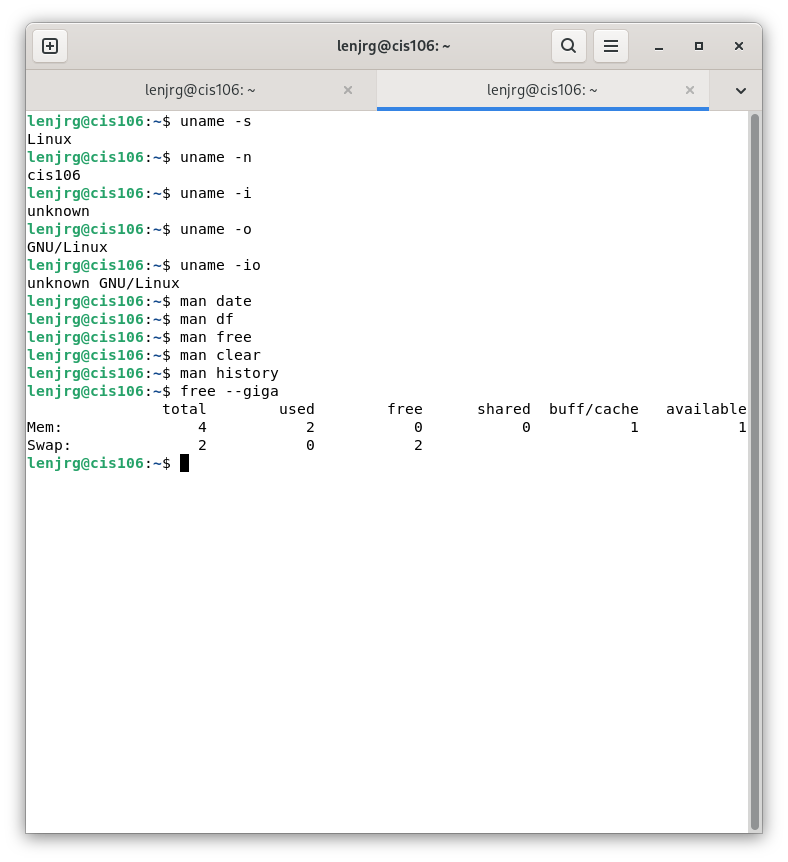 lenjrg@cis106: ~
lenjrg@cis106: ~ lenjrg@cis106: ~
lenjrg@cis106:~$ uname -s
Linux
lenjrg@cis106:~$ uname -n
cis106
lenjrg@cis106:~$ uname -i
unknown
lenjrg@cis106:~$ uname -o
GNU/Linux
lenjrg@cis106:~$ uname -io
unknown GNU/Linux
lenjrg@cis106:~$ man date
lenjrg@cis106:~$ man df
lenjrg@cis106:~$ man free
lenjrg@cis106:~$ man clear
lenjrg@cis106:~$ man history
lenjrg@cis106:~$ free --giga
               total        used        free      shared  buff/cache   available
Mem:               4           2           0           0           1           1
Swap:              2           0           2
lenjrg@cis106:~$